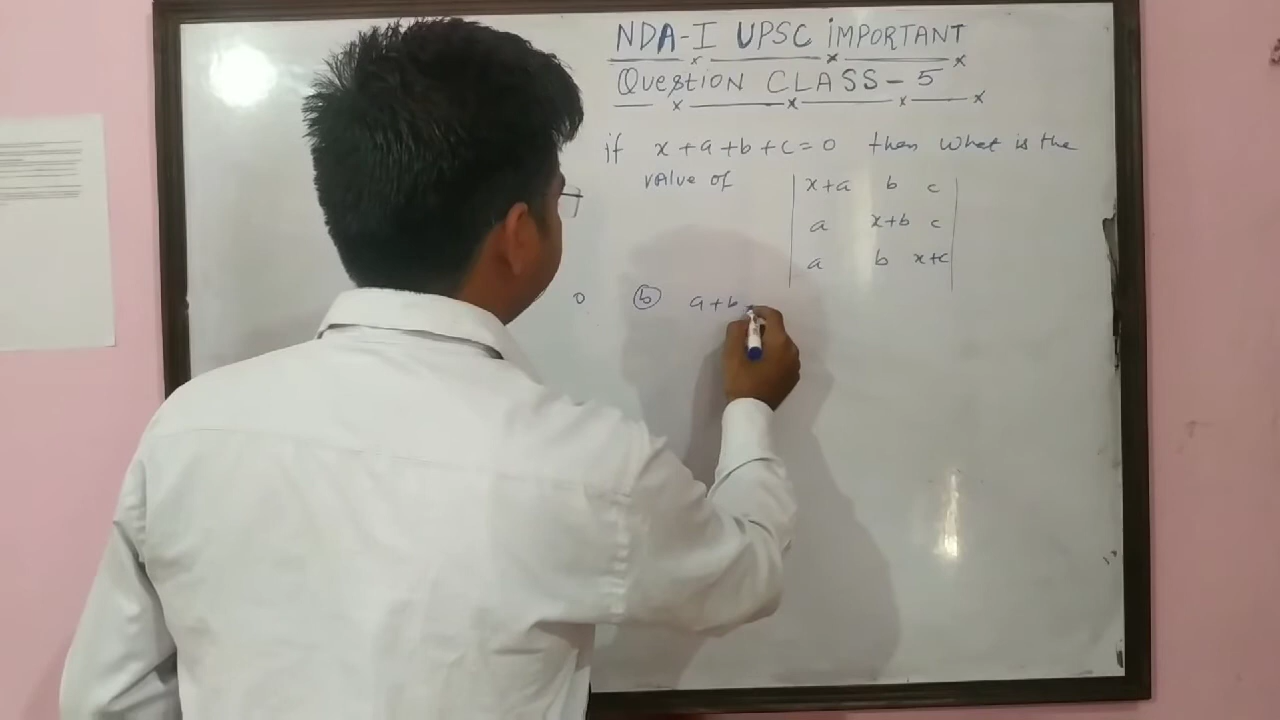 NDA-I UPSC IMPORTANT
QUESTION CLASS-5
if x+a+b+c=0 then what is the
value of | x+a b c |
| a x+b c |
| a b x+c |
0 (b) a+b